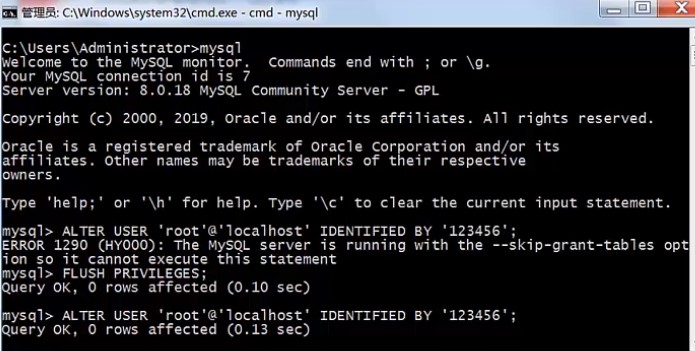 管理员: C:\Windows\system32\cmd.exe - cmd - mysql
C:\Users\Administrator>mysql
Welcome to the MySQL monitor.  Commands end with ; or \g.
Your MySQL connection id is 7
Server version: 8.0.18 MySQL Community Server - GPL
Copyright (c) 2000, 2019, Oracle and/or its affiliates. All rights reserved.
Oracle is a registered trademark of Oracle Corporation and/or its
affiliates. Other names may be trademarks of their respective
owners.
Type 'help;' or '\h' for help. Type '\c' to clear the current input statement.
mysql> ALTER USER 'root'@'localhost' IDENTIFIED BY '123456';
ERROR 1290 (HY000): The MySQL server is running with the --skip-grant-tables opt
ion so it cannot execute this statement
mysql> FLUSH PRIVILEGES;
Query OK, 0 rows affected (0.10 sec)
mysql> ALTER USER 'root'@'localhost' IDENTIFIED BY '123456';
Query OK, 0 rows affected (0.13 sec)